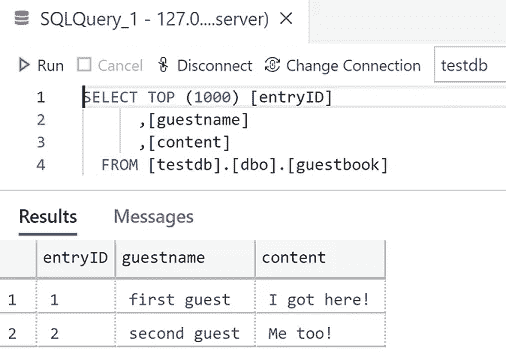 SQLQuery_1 - 127.0....server)
Run Cancel Disconnect Change Connection testdb
1 SELECT TOP (1000) [entryID]
2 ,[guestname]
3 ,[content]
4 FROM [testdb].[dbo].[guestbook]
Results Messages
entryID guestname content
1 1 first guest I got here!
2 2 second guest Me too!